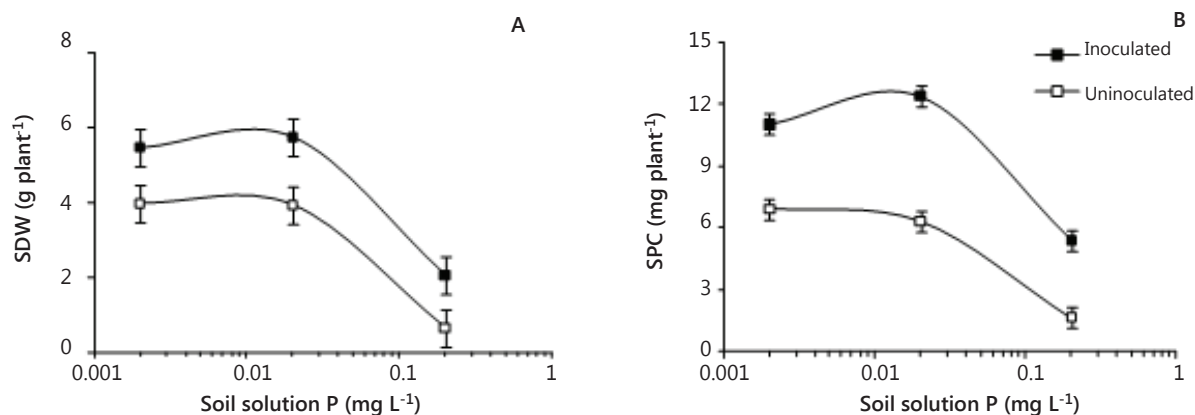 A
8
6
4
2
0
SDW (g plant⁻¹)
0.001
0.01
0.1
1
Soil solution P (mg L⁻¹)
B
15
12
9
6
3
0
SPC (mg plant⁻¹)
0.001
0.01
0.1
1
Soil solution P (mg L⁻¹)
Inoculated
Uninoculated